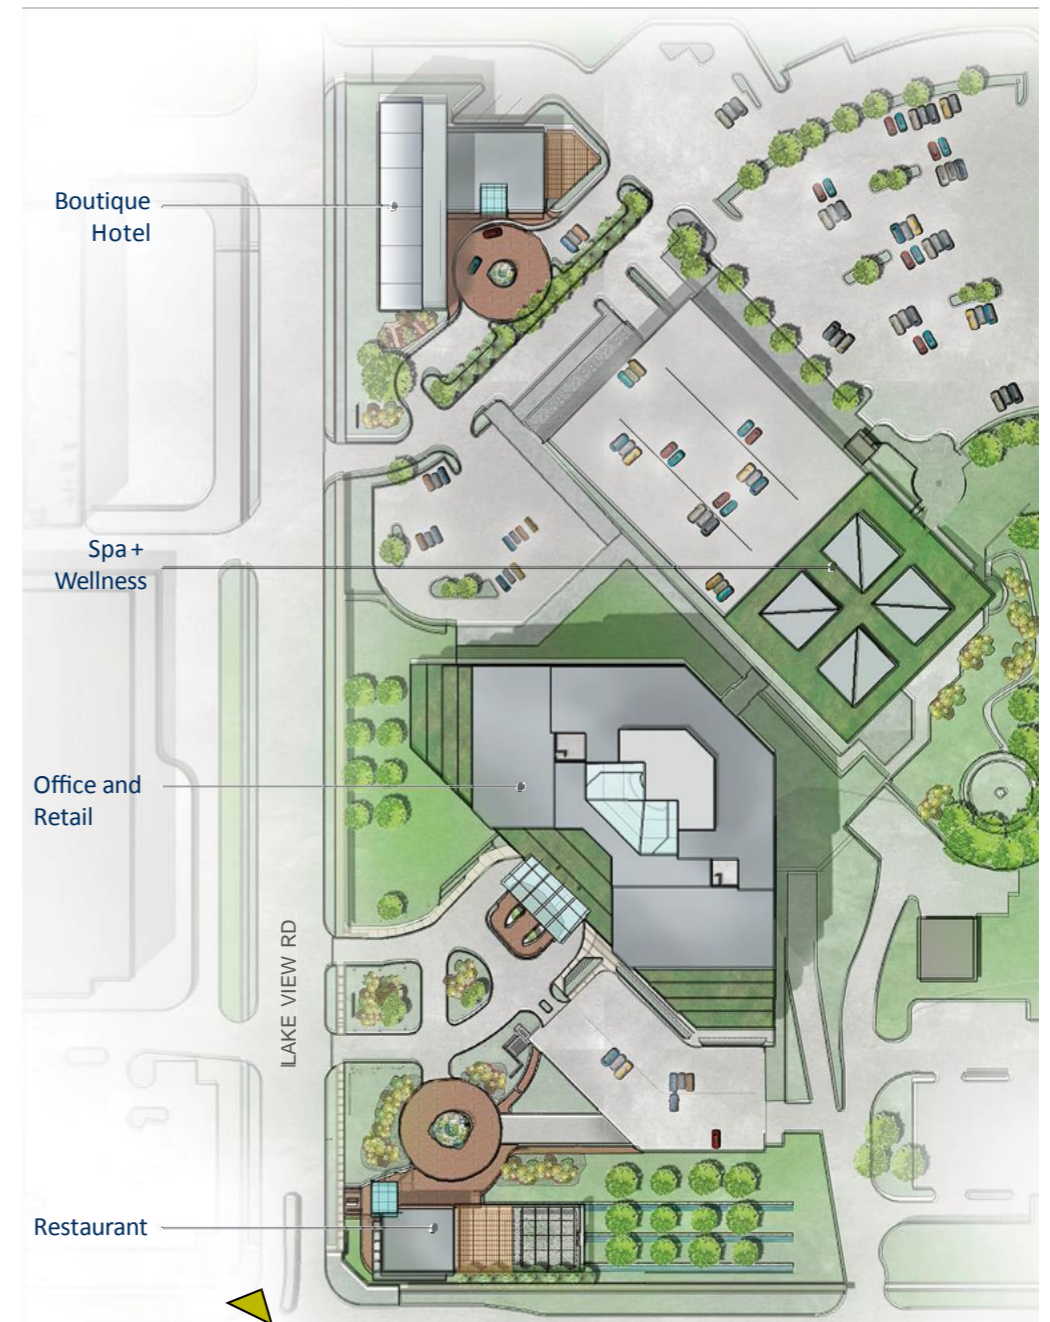 Boutique
Hotel
Spa +
Wellness
Office and
Retail
LAKE VIEW RD
Restaurant